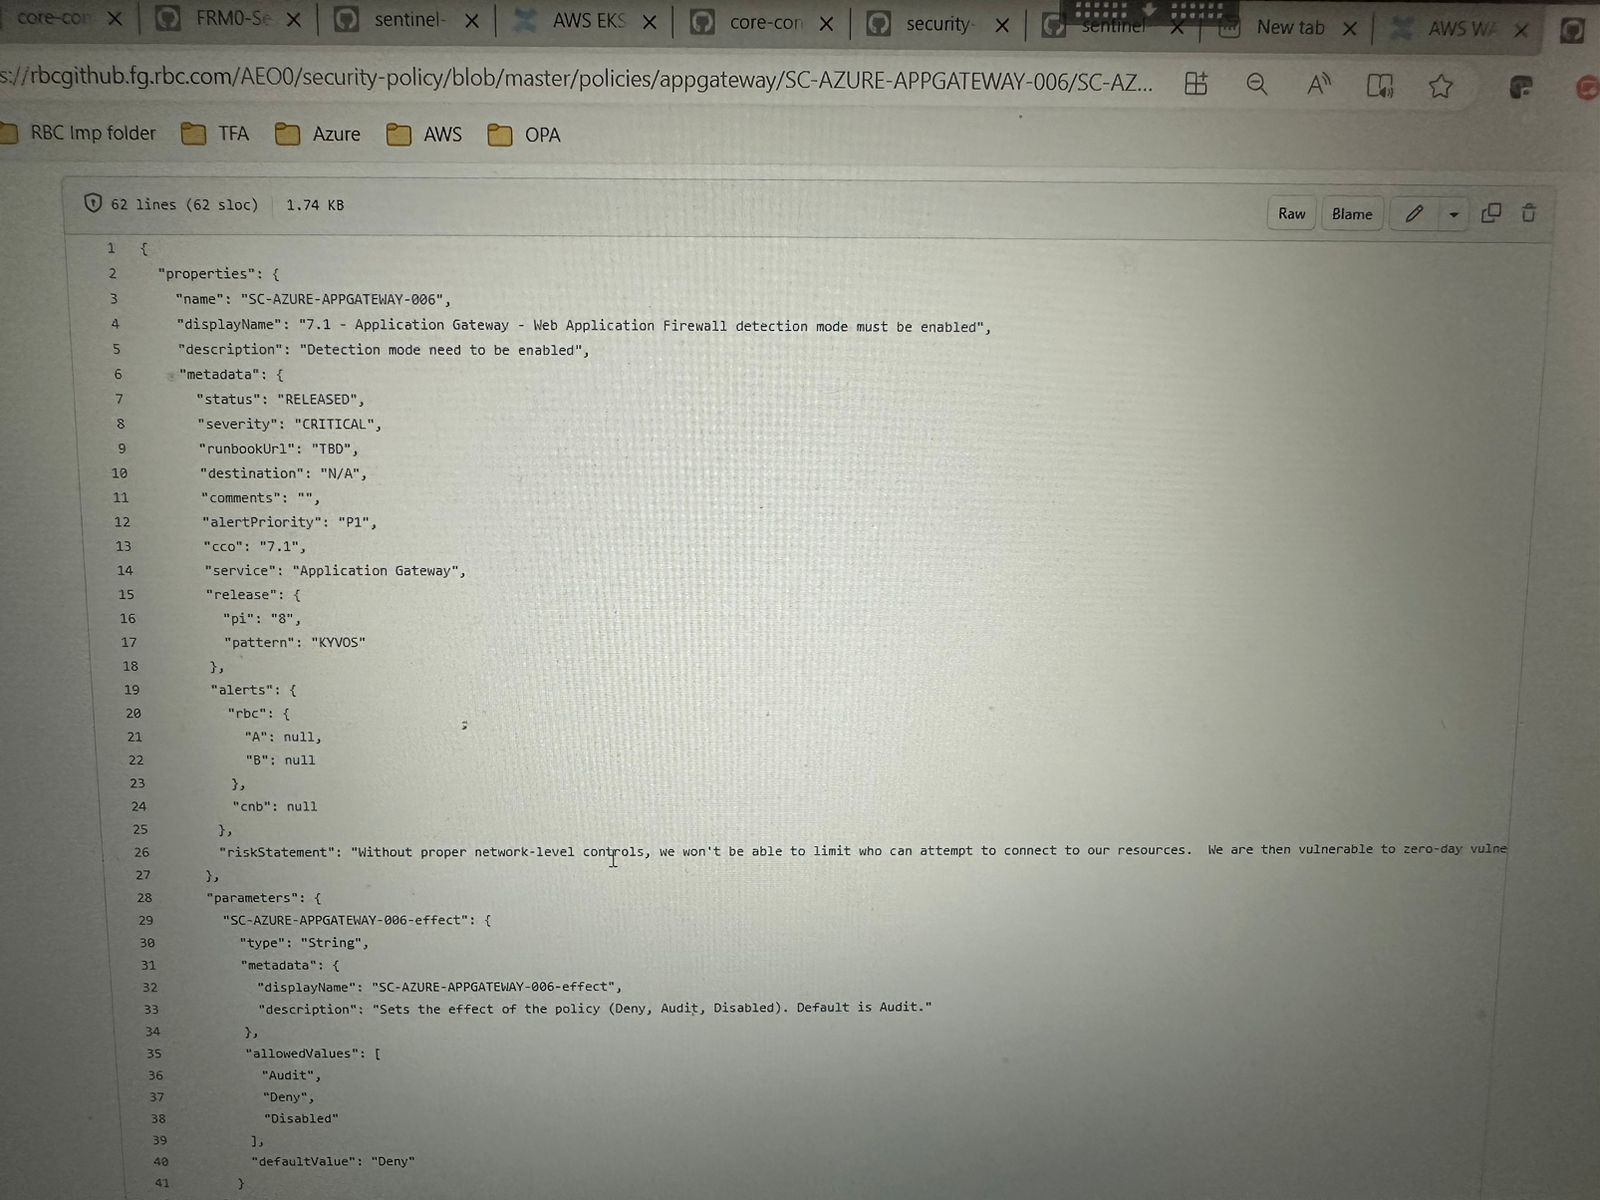 core-con
FRM0-Se
sentinel-
AWS EKS
core-con
security-
sentinel
New tab
AWS WA
s://rbcgithub.fg.rbc.com/AEO0/security-policy/blob/master/policies/appgateway/SC-AZURE-APPGATEWAY-006/SC-AZ...
RBC Imp folder
TFA
Azure
AWS
OPA
62 lines (62 sloc) 1.74 KB
Raw
Blame
1 {
2 "properties": {
3 "name": "SC-AZURE-APPGATEWAY-006",
4 "displayName": "7.1 - Application Gateway - Web Application Firewall detection mode must be enabled",
5 "description": "Detection mode need to be enabled",
6 "metadata": {
7 "status": "RELEASED",
8 "severity": "CRITICAL",
9 "runbookUrl": "TBD",
10 "destination": "N/A",
11 "comments": "",
12 "alertPriority": "P1",
13 "cco": "7.1",
14 "service": "Application Gateway",
15 "release": {
16 "pi": "8",
17 "pattern": "KYVOS"
18 },
19 "alerts": {
20 "rbc": {
21 "A": null,
22 "B": null
23 },
24 "cnb": null
25 },
26 "riskStatement": "Without proper network-level controls, we won't be able to limit who can attempt to connect to our resources.  We are then vulnerable to zero-day vulne
27 },
28 "parameters": {
29 "SC-AZURE-APPGATEWAY-006-effect": {
30 "type": "String",
31 "metadata": {
32 "displayName": "SC-AZURE-APPGATEWAY-006-effect",
33 "description": "Sets the effect of the policy (Deny, Audit, Disabled). Default is Audit."
34 },
35 "allowedValues": [
36 "Audit",
37 "Deny",
38 "Disabled"
39 ],
40 "defaultValue": "Deny"
41 }